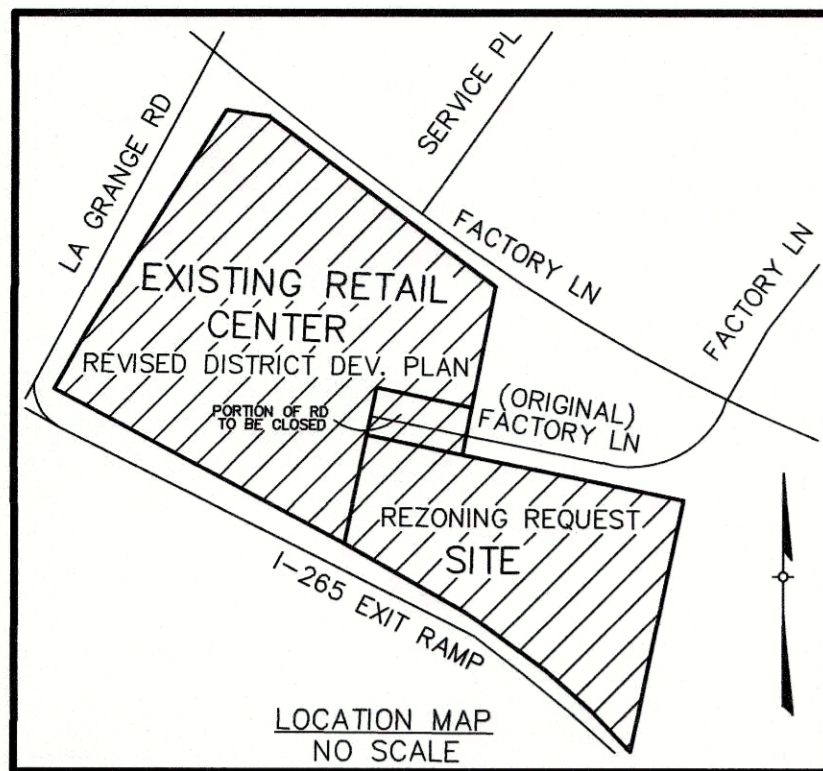 SERVICE PL
LA GRANGE RD
FACTORY LN
FACTORY LN
EXISTING RETAIL
CENTER
REVISED DISTRICT DEV. PLAN
PORTION OF RD
TO BE CLOSED
(ORIGINAL)
FACTORY LN
REZONING REQUEST
SITE
I-265 EXIT RAMP
LOCATION MAP
NO SCALE